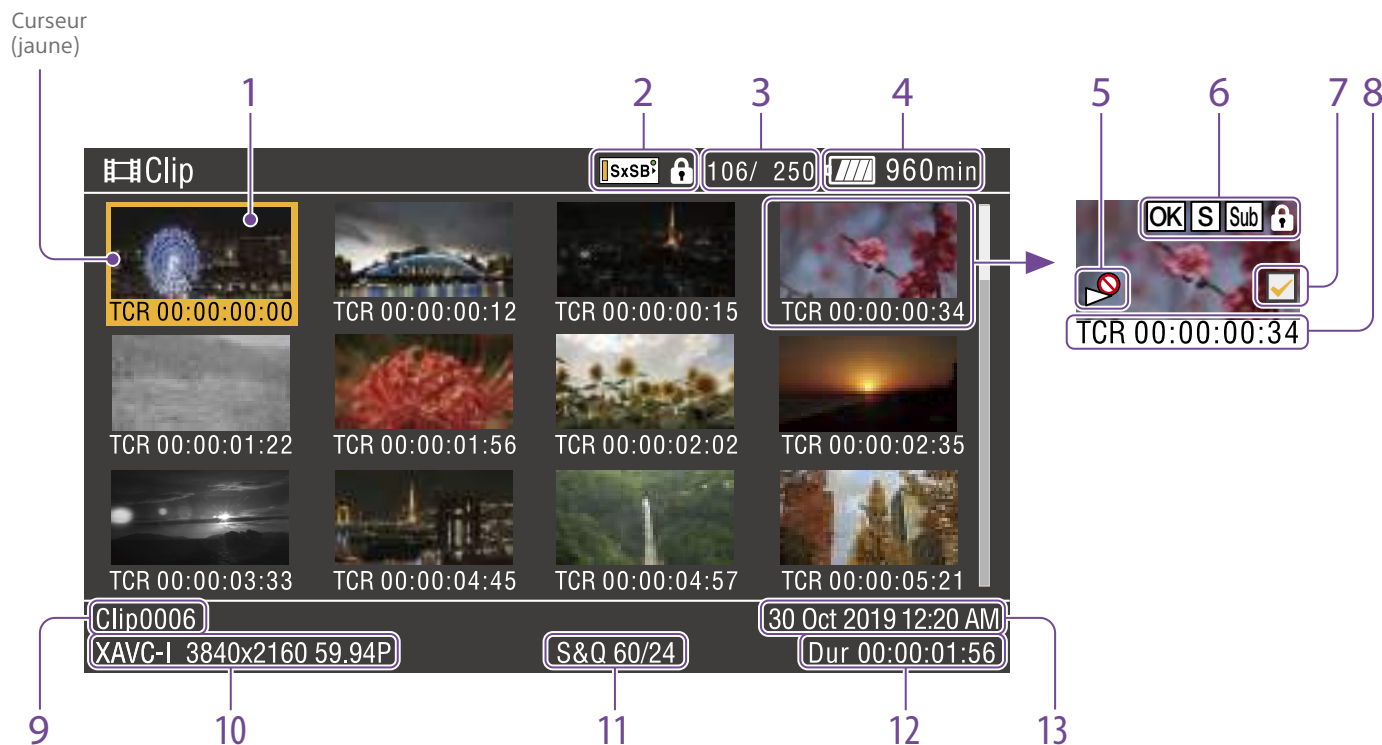 Curseur
(jaune)
1 2 3 4 5 6 7 8
Clip SxSB 106/ 250 960min
OK S Sub
TCR 00:00:00:00 TCR 00:00:00:12 TCR 00:00:00:15 TCR 00:00:00:34
TCR 00:00:00:34
TCR 00:00:01:22 TCR 00:00:01:56 TCR 00:00:02:02 TCR 00:00:02:35
TCR 00:00:03:33 TCR 00:00:04:45 TCR 00:00:04:57 TCR 00:00:05:21
Clip0006 30 Oct 2019 12:20 AM
XAVC-I 3840x2160 59.94P S&Q 60/24 Dur 00:00:01:56
9 10 11 12 13